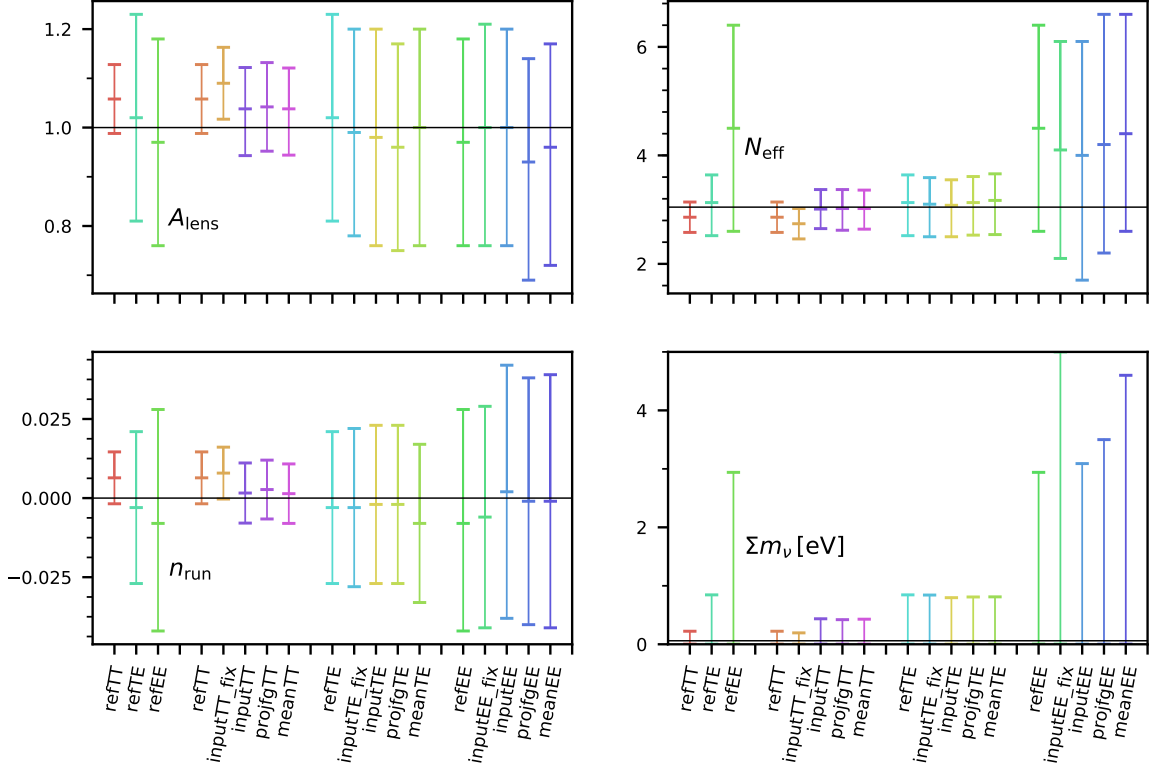 1.2
1.0
0.8
A_lens
6
4
2
N_eff
0.025
0.000
−0.025
n_run
4
2
0
Σm_ν [eV]
refTT
refTE
refEE
refTT
inputTT_fix
inputTT
projfgTT
meanTT
refTE
inputTE_fix
inputTE
projfgTE
meanTE
refEE
inputEE_fix
inputEE
projfgEE
meanEE
refTT
refTE
refEE
refTT
inputTT_fix
inputTT
projfgTT
meanTT
refTE
inputTE_fix
inputTE
projfgTE
meanTE
refEE
inputEE_fix
inputEE
projfgEE
meanEE